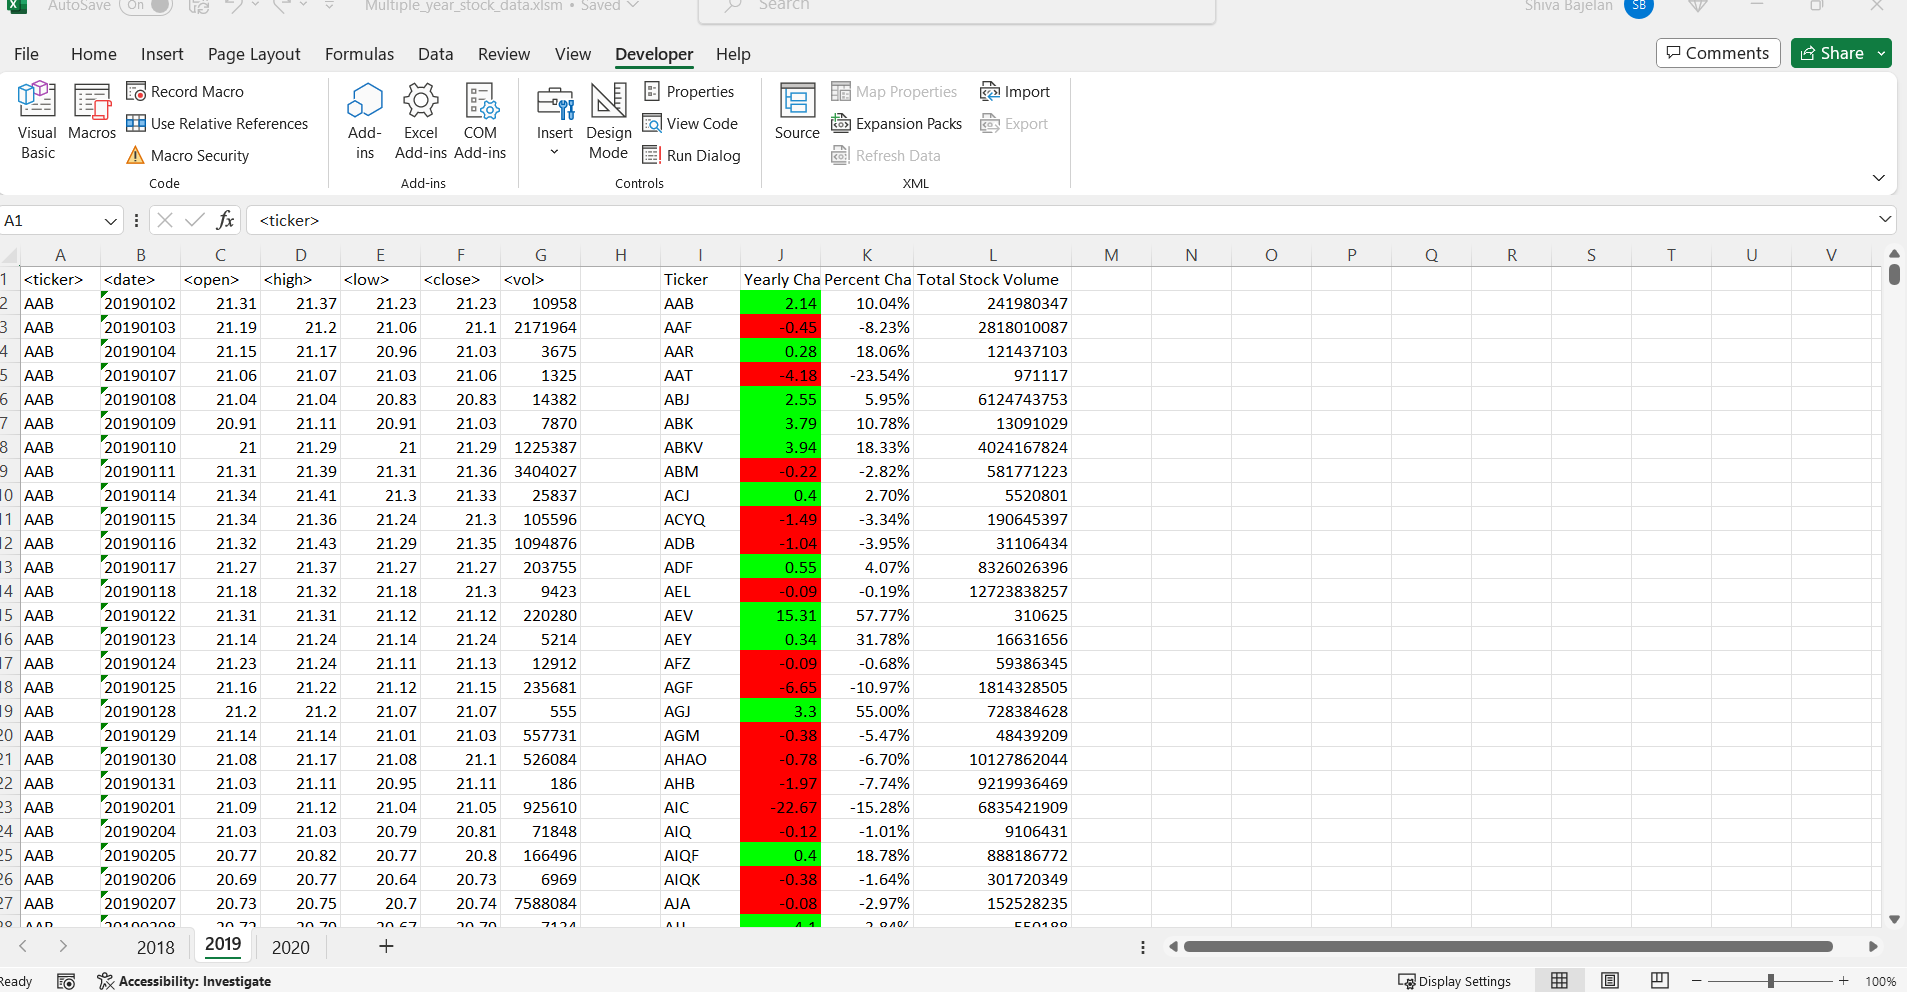 AutoSave On Multiple_year_stock_data.xlsm • Saved Search Shiva Bajelan SB
File Home Insert Page Layout Formulas Data Review View Developer Help Comments Share
Visual Basic Macros Record Macro Use Relative References Macro Security Code
Add-ins Excel Add-ins COM Add-ins Add-ins
Insert Design Mode Properties View Code Run Dialog Controls
Source Map Properties Expansion Packs Refresh Data Import Export XML
A1 fx <ticker>
A B C D E F G H I J K L M N O P Q R S T U V
1 <ticker> <date> <open> <high> <low> <close> <vol> Ticker Yearly Cha Percent Cha Total Stock Volume
2 AAB 20190102 21.31 21.37 21.23 21.23 10958 AAB 2.14 10.04% 241980347
3 AAB 20190103 21.19 21.2 21.06 21.1 2171964 AAF -0.45 -8.23% 2818010087
4 AAB 20190104 21.15 21.17 20.96 21.03 3675 AAR 0.28 18.06% 121437103
5 AAB 20190107 21.06 21.07 21.03 21.06 1325 AAT -4.18 -23.54% 971117
6 AAB 20190108 21.04 21.04 20.83 20.83 14382 ABJ 2.55 5.95% 6124743753
7 AAB 20190109 20.91 21.11 20.91 21.03 7870 ABK 3.79 10.78% 13091029
8 AAB 20190110 21 21.29 21 21.29 1225387 ABKV 3.94 18.33% 4024167824
9 AAB 20190111 21.31 21.39 21.31 21.36 3404027 ABM -0.22 -2.82% 581771223
10 AAB 20190114 21.34 21.41 21.3 21.33 25837 ACJ 0.4 2.70% 5520801
11 AAB 20190115 21.34 21.36 21.24 21.3 105596 ACYQ -1.49 -3.34% 190645397
12 AAB 20190116 21.32 21.43 21.29 21.35 1094876 ADB -1.04 -3.95% 31106434
13 AAB 20190117 21.27 21.37 21.27 21.27 203755 ADF 0.55 4.07% 8326026396
14 AAB 20190118 21.18 21.32 21.18 21.3 9423 AEL -0.09 -0.19% 12723838257
15 AAB 20190122 21.31 21.31 21.12 21.12 220280 AEV 15.31 57.77% 310625
16 AAB 20190123 21.14 21.24 21.14 21.24 5214 AEY 0.34 31.78% 16631656
17 AAB 20190124 21.23 21.24 21.11 21.13 12912 AFZ -0.09 -0.68% 59386345
18 AAB 20190125 21.16 21.22 21.12 21.15 235681 AGF -6.65 -10.97% 1814328505
19 AAB 20190128 21.2 21.2 21.07 21.07 555 AGJ 3.3 55.00% 728384628
20 AAB 20190129 21.14 21.14 21.01 21.03 557731 AGM -0.38 -5.47% 48439209
21 AAB 20190130 21.08 21.17 21.08 21.1 526084 AHAO -0.78 -6.70% 10127862044
22 AAB 20190131 21.03 21.11 20.95 21.11 186 AHB -1.97 -7.74% 9219936469
23 AAB 20190201 21.09 21.12 21.04 21.05 925610 AIC -22.67 -15.28% 6835421909
24 AAB 20190204 21.03 21.03 20.79 20.81 71848 AIQ -0.12 -1.01% 9106431
25 AAB 20190205 20.77 20.82 20.77 20.8 166496 AIQF 0.4 18.78% 888186772
26 AAB 20190206 20.69 20.77 20.64 20.73 6969 AIQK -0.38 -1.64% 301720349
27 AAB 20190207 20.73 20.75 20.7 20.74 7588084 AJA -0.08 -2.97% 152528235
2018 2019 2020
Ready Accessibility: Investigate Display Settings 100%